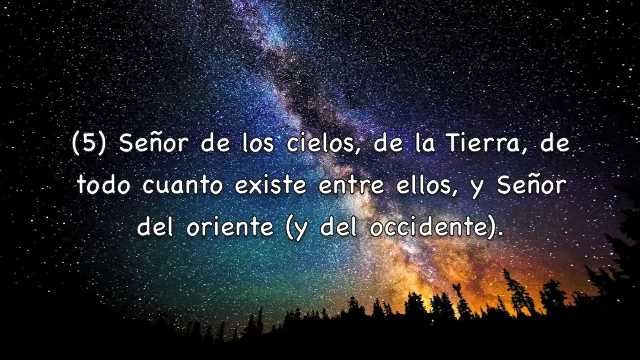 (5) Señor de los cielos, de la Tierra, de
todo cuanto existe entre ellos, y Señor
del oriente (y del occidente).